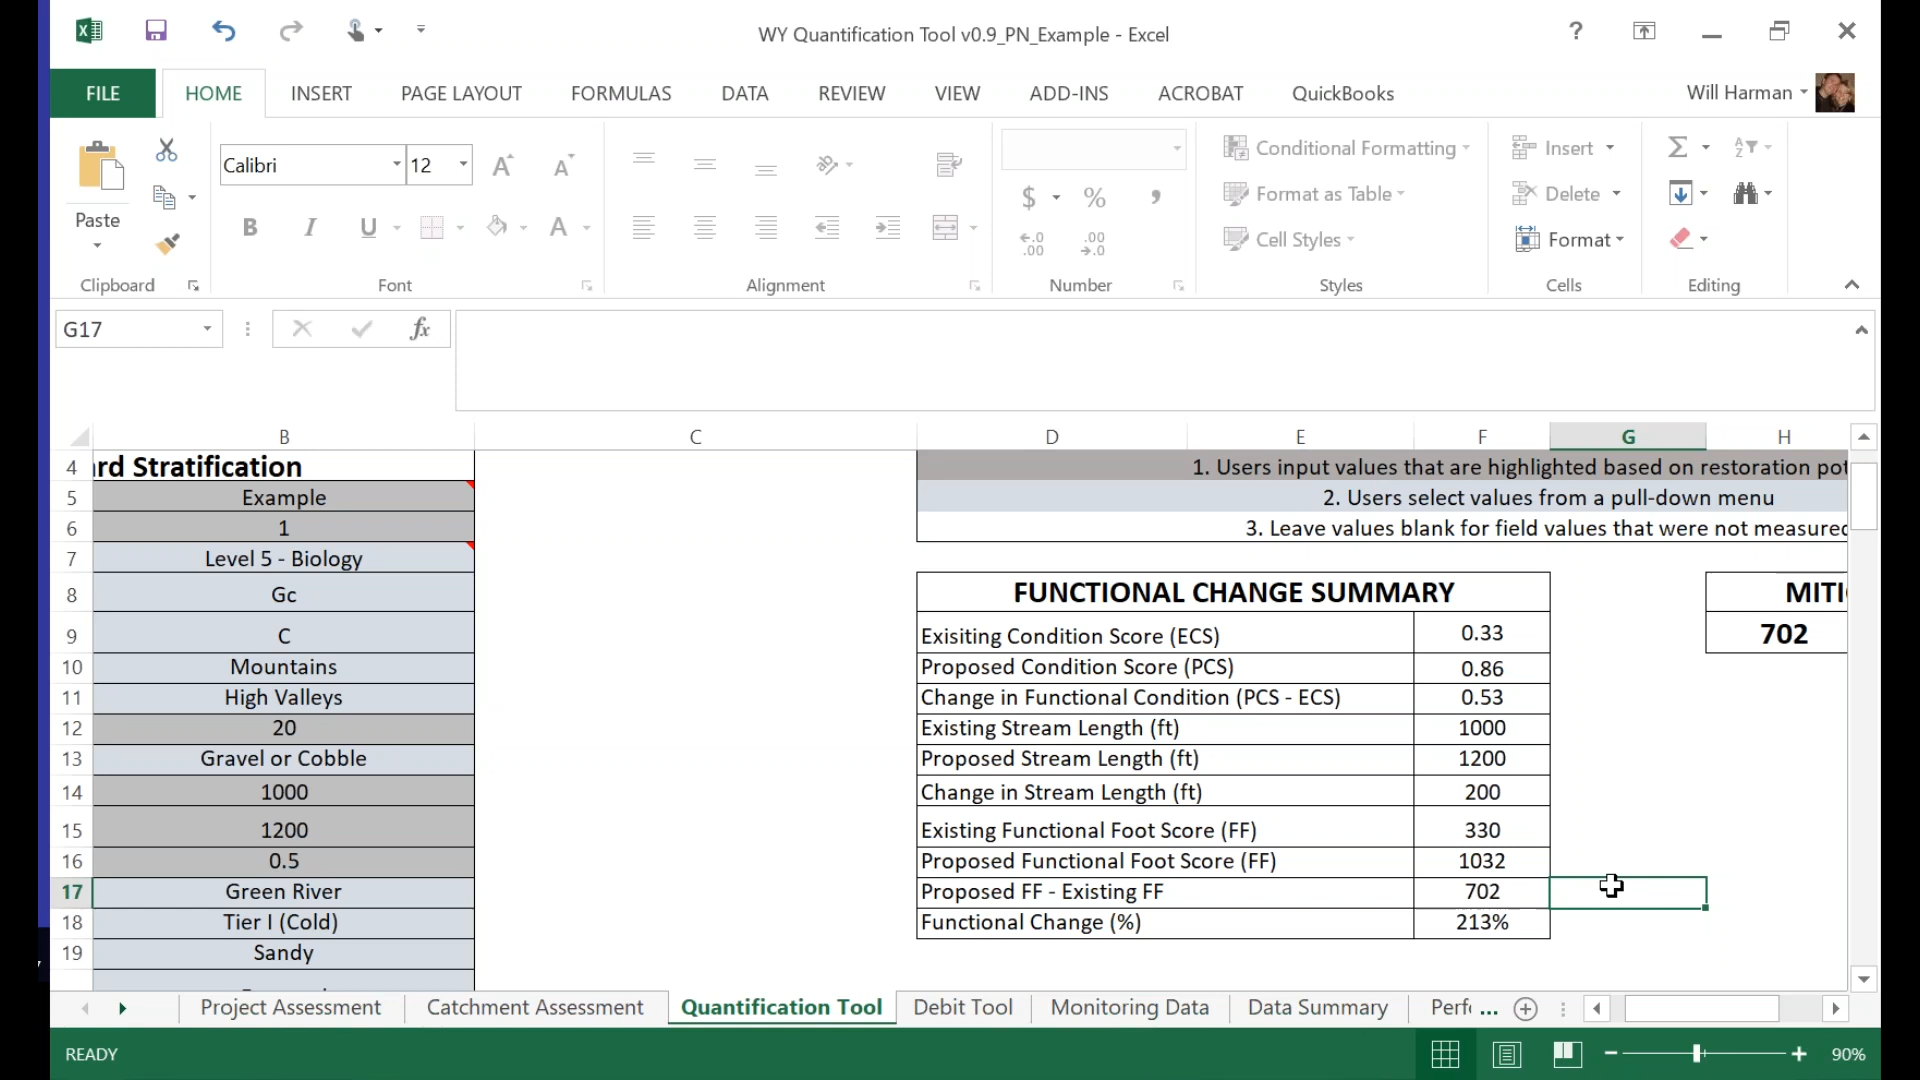 WY Quantification Tool v0.9_PN_Example - Excel
?
FILE HOME INSERT PAGE LAYOUT FORMULAS DATA REVIEW VIEW ADD-INS ACROBAT QuickBooks Will Harman
Calibri 12
Paste
B I U A
$ % ,
Conditional Formatting
Format as Table
Cell Styles
Insert
Delete
Format
Clipboard Font Alignment Number Styles Cells Editing
G17 fx
B C D E F G H
4 rd Stratification 1. Users input values that are highlighted based on restoration pot
5 Example 2. Users select values from a pull-down menu
6 1 3. Leave values blank for field values that were not measured
7 Level 5 - Biology
8 Gc FUNCTIONAL CHANGE SUMMARY MITI
9 C Exisiting Condition Score (ECS) 0.33 702
10 Mountains Proposed Condition Score (PCS) 0.86
11 High Valleys Change in Functional Condition (PCS - ECS) 0.53
12 20 Existing Stream Length (ft) 1000
13 Gravel or Cobble Proposed Stream Length (ft) 1200
14 1000 Change in Stream Length (ft) 200
15 1200 Existing Functional Foot Score (FF) 330
16 0.5 Proposed Functional Foot Score (FF) 1032
17 Green River Proposed FF - Existing FF 702
18 Tier I (Cold) Functional Change (%) 213%
19 Sandy
Project Assessment Catchment Assessment Quantification Tool Debit Tool Monitoring Data Data Summary Perf ...
READY 90%